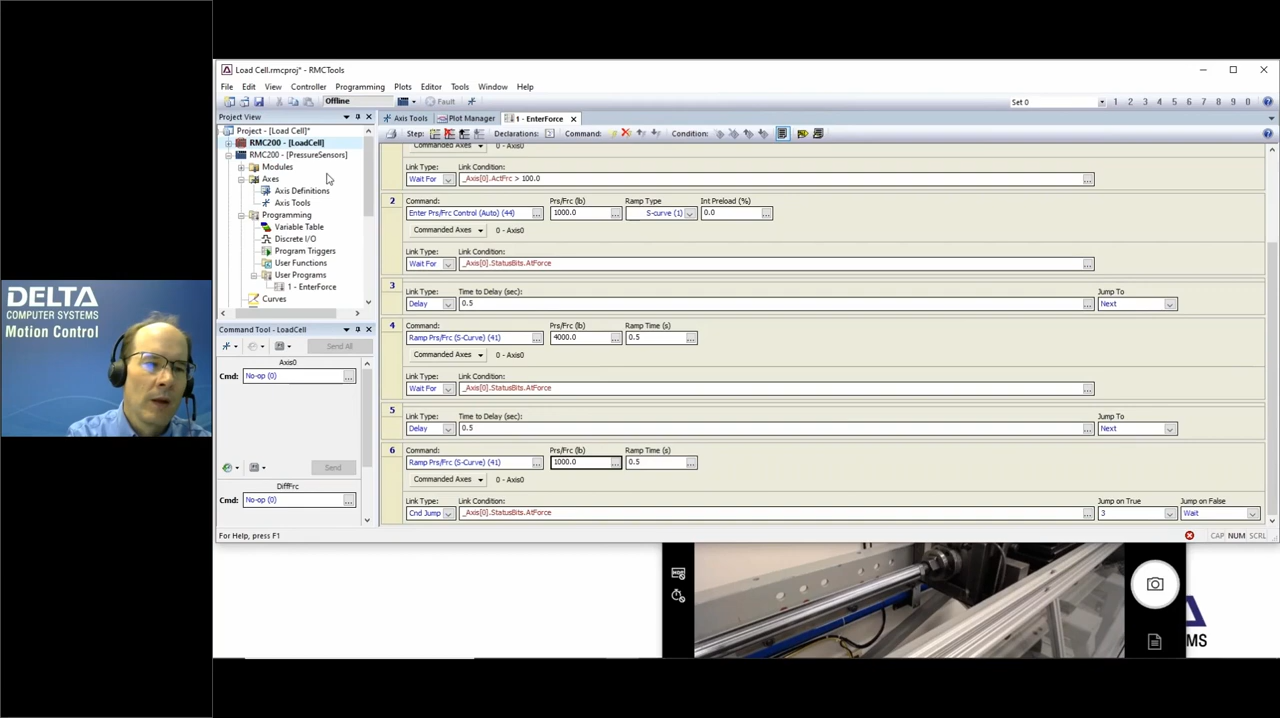 Load Cell.rmcproj* - RMCTools
File Edit View Controller Programming Plots Editor Tools Window Help
Offline Fault Set 0 1 2 3 4 5 6 7 8 9 0
Project View
Project - [Load Cell]*
RMC200 - [LoadCell]
RMC200 - [PressureSensors]
Modules
Axes
Axis Definitions
Axis Tools
Programming
Variable Table
Discrete I/O
Program Triggers
User Functions
User Programs
1 - EnterForce
Curves
Command Tool - LoadCell
Send All
Axis0
Cmd: No-op (0)
Send
DiffFrc
Cmd: No-op (0)
Axis Tools Plot Manager 1 - EnterForce
Step: Declarations: Command: Condition:
Commanded Axes 0 - Axis0
Link Type: Link Condition:
Wait For _Axis[0].ActFrc > 100.0
2 Command: Prs/Frc (lb) Ramp Type Int Preload (%)
Enter Prs/Frc Control (Auto) (44) 1000.0 S-curve (1) 0.0
Commanded Axes 0 - Axis0
Link Type: Link Condition:
Wait For _Axis[0].StatusBits.AtForce
3 Link Type: Time to Delay (sec): Jump To
Delay 0.5 Next
4 Command: Prs/Frc (lb) Ramp Time (s)
Ramp Prs/Frc (S-Curve) (41) 4000.0 0.5
Commanded Axes 0 - Axis0
Link Type: Link Condition:
Wait For _Axis[0].StatusBits.AtForce
5 Link Type: Time to Delay (sec): Jump To
Delay 0.5 Next
6 Command: Prs/Frc (lb) Ramp Time (s)
Ramp Prs/Frc (S-Curve) (41) 1000.0 0.5
Commanded Axes 0 - Axis0
Link Type: Link Condition: Jump on True Jump on False
Cnd Jump _Axis[0].StatusBits.AtForce 3 Wait
For Help, press F1
CAP NUM SCRL
DELTA
COMPUTER SYSTEMS
Motion Control
MS